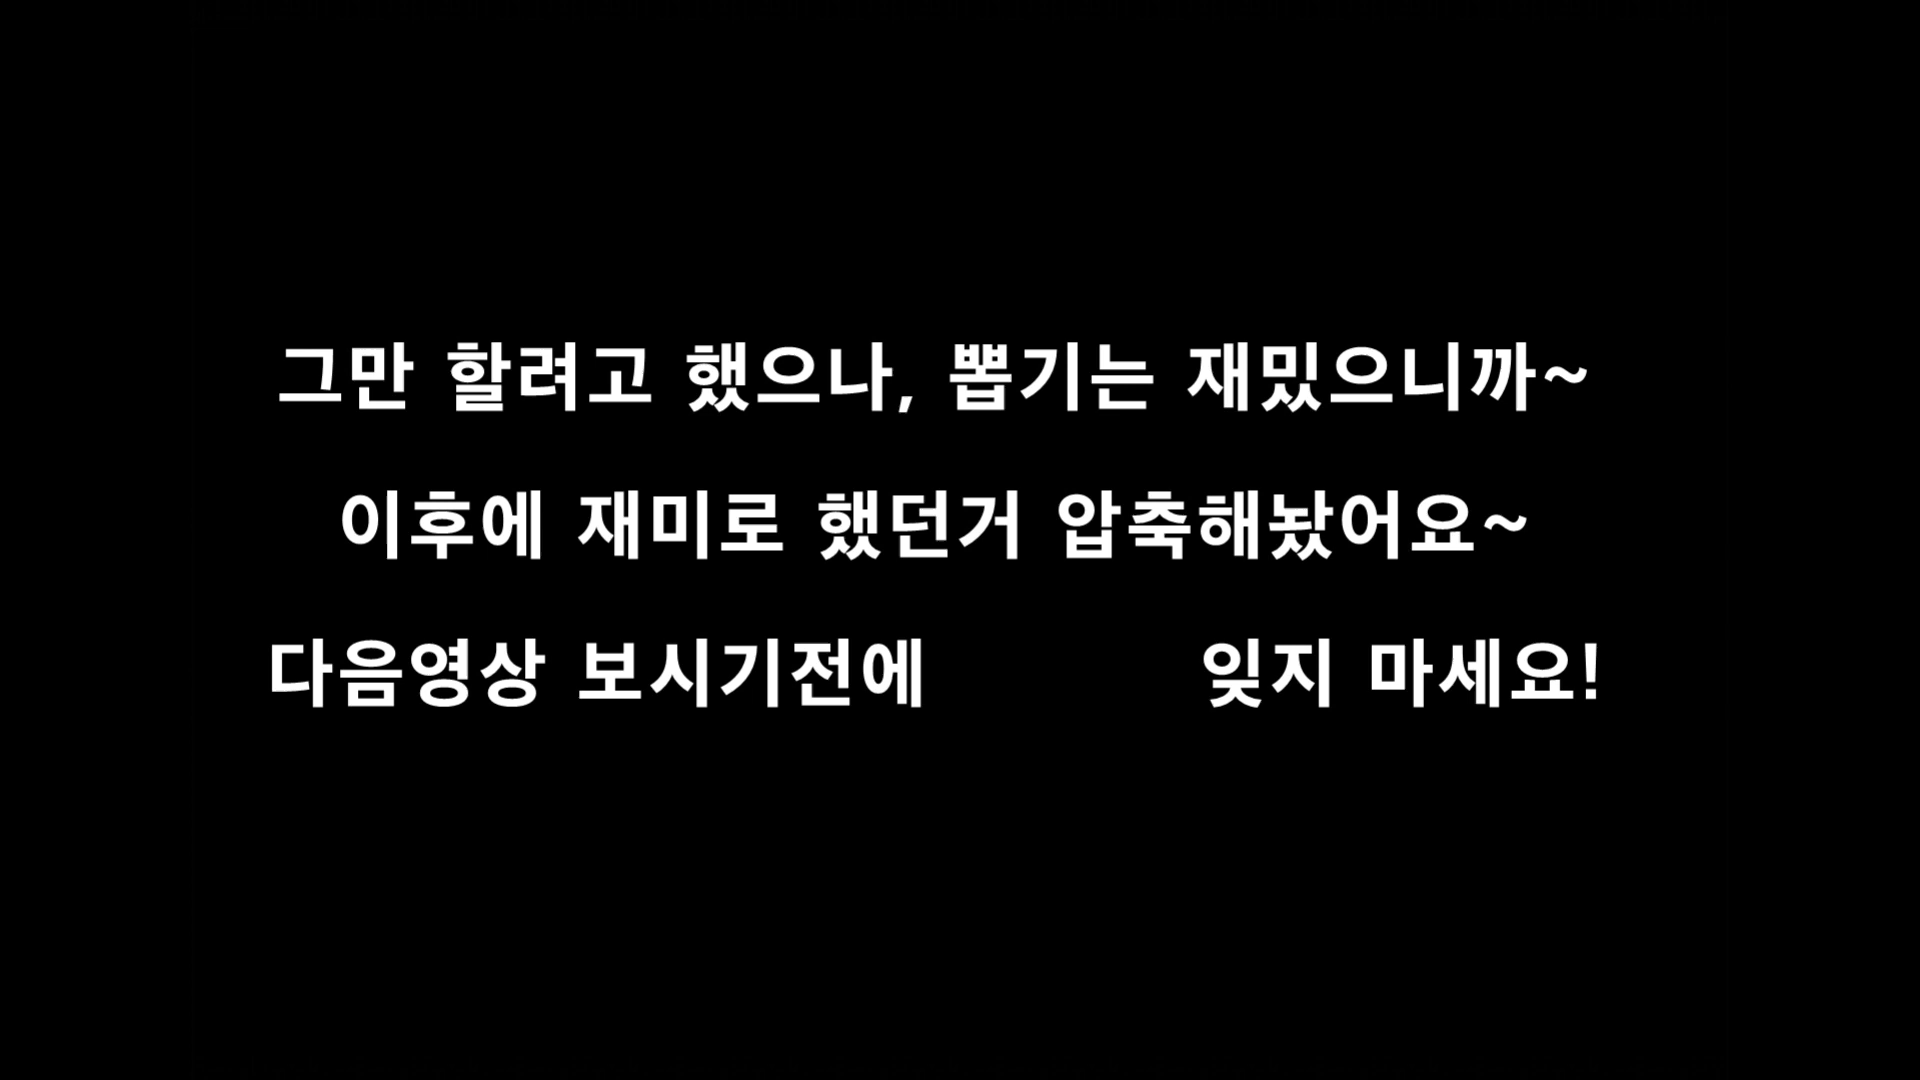 그만 할려고 했으나, 뽑기는 재밌으니까~
이후에 재미로 했던거 압축해놨어요~
다음영상 보시기전에 잊지 마세요!